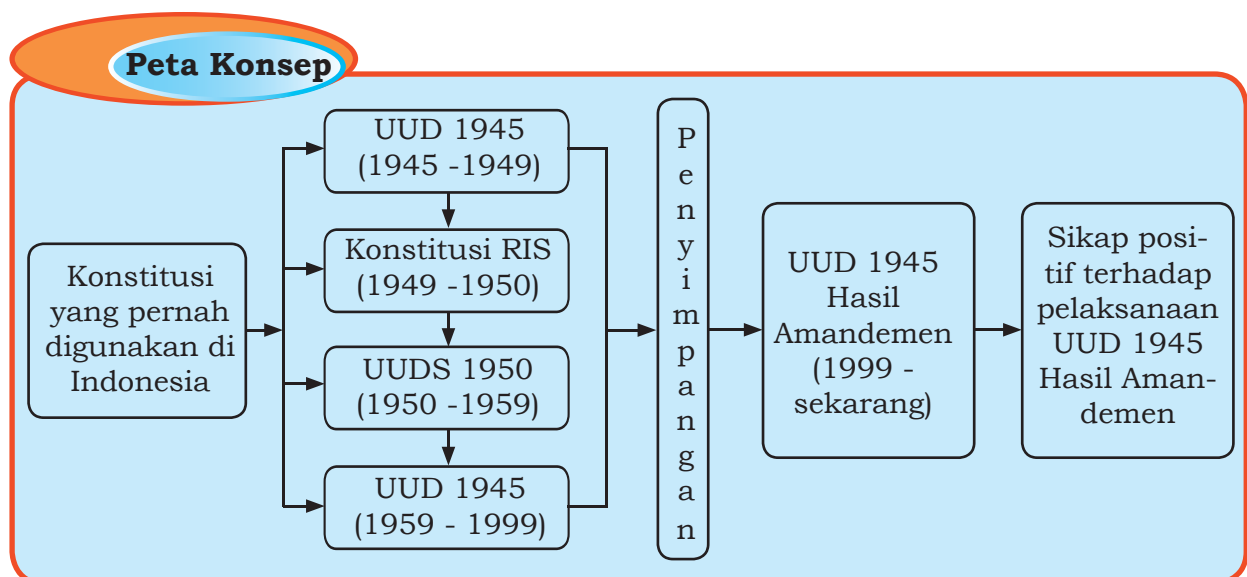 Peta Konsep
Konstitusi
yang pernah
digunakan di
Indonesia
UUD 1945
(1945 -1949)
Konstitusi RIS
(1949 -1950)
UUDS 1950
(1950 -1959)
UUD 1945
(1959 - 1999)
P
e
n
y
i
m
p
a
n
g
a
n
UUD 1945
Hasil
Amandemen
(1999 -
sekarang)
Sikap posi-
tif terhadap
pelaksanaan
UUD 1945
Hasil Aman-
demen